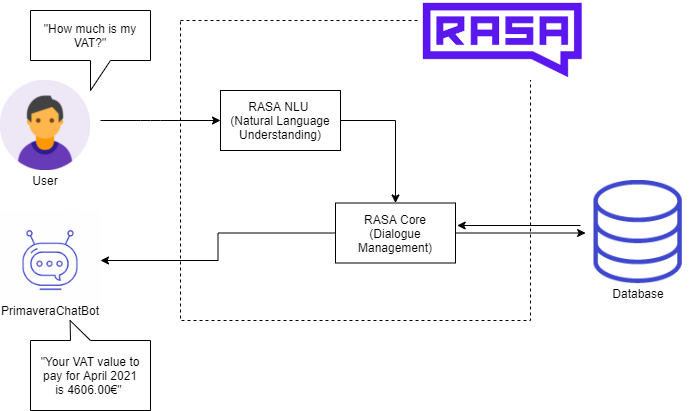 "How much is my
VAT?"
RASA
RASA NLU
(Natural Language
Understanding)
User
RASA Core
(Dialogue
Management)
Database
PrimaveraChatBot
"Your VAT value to
pay for April 2021
is 4606.00€"